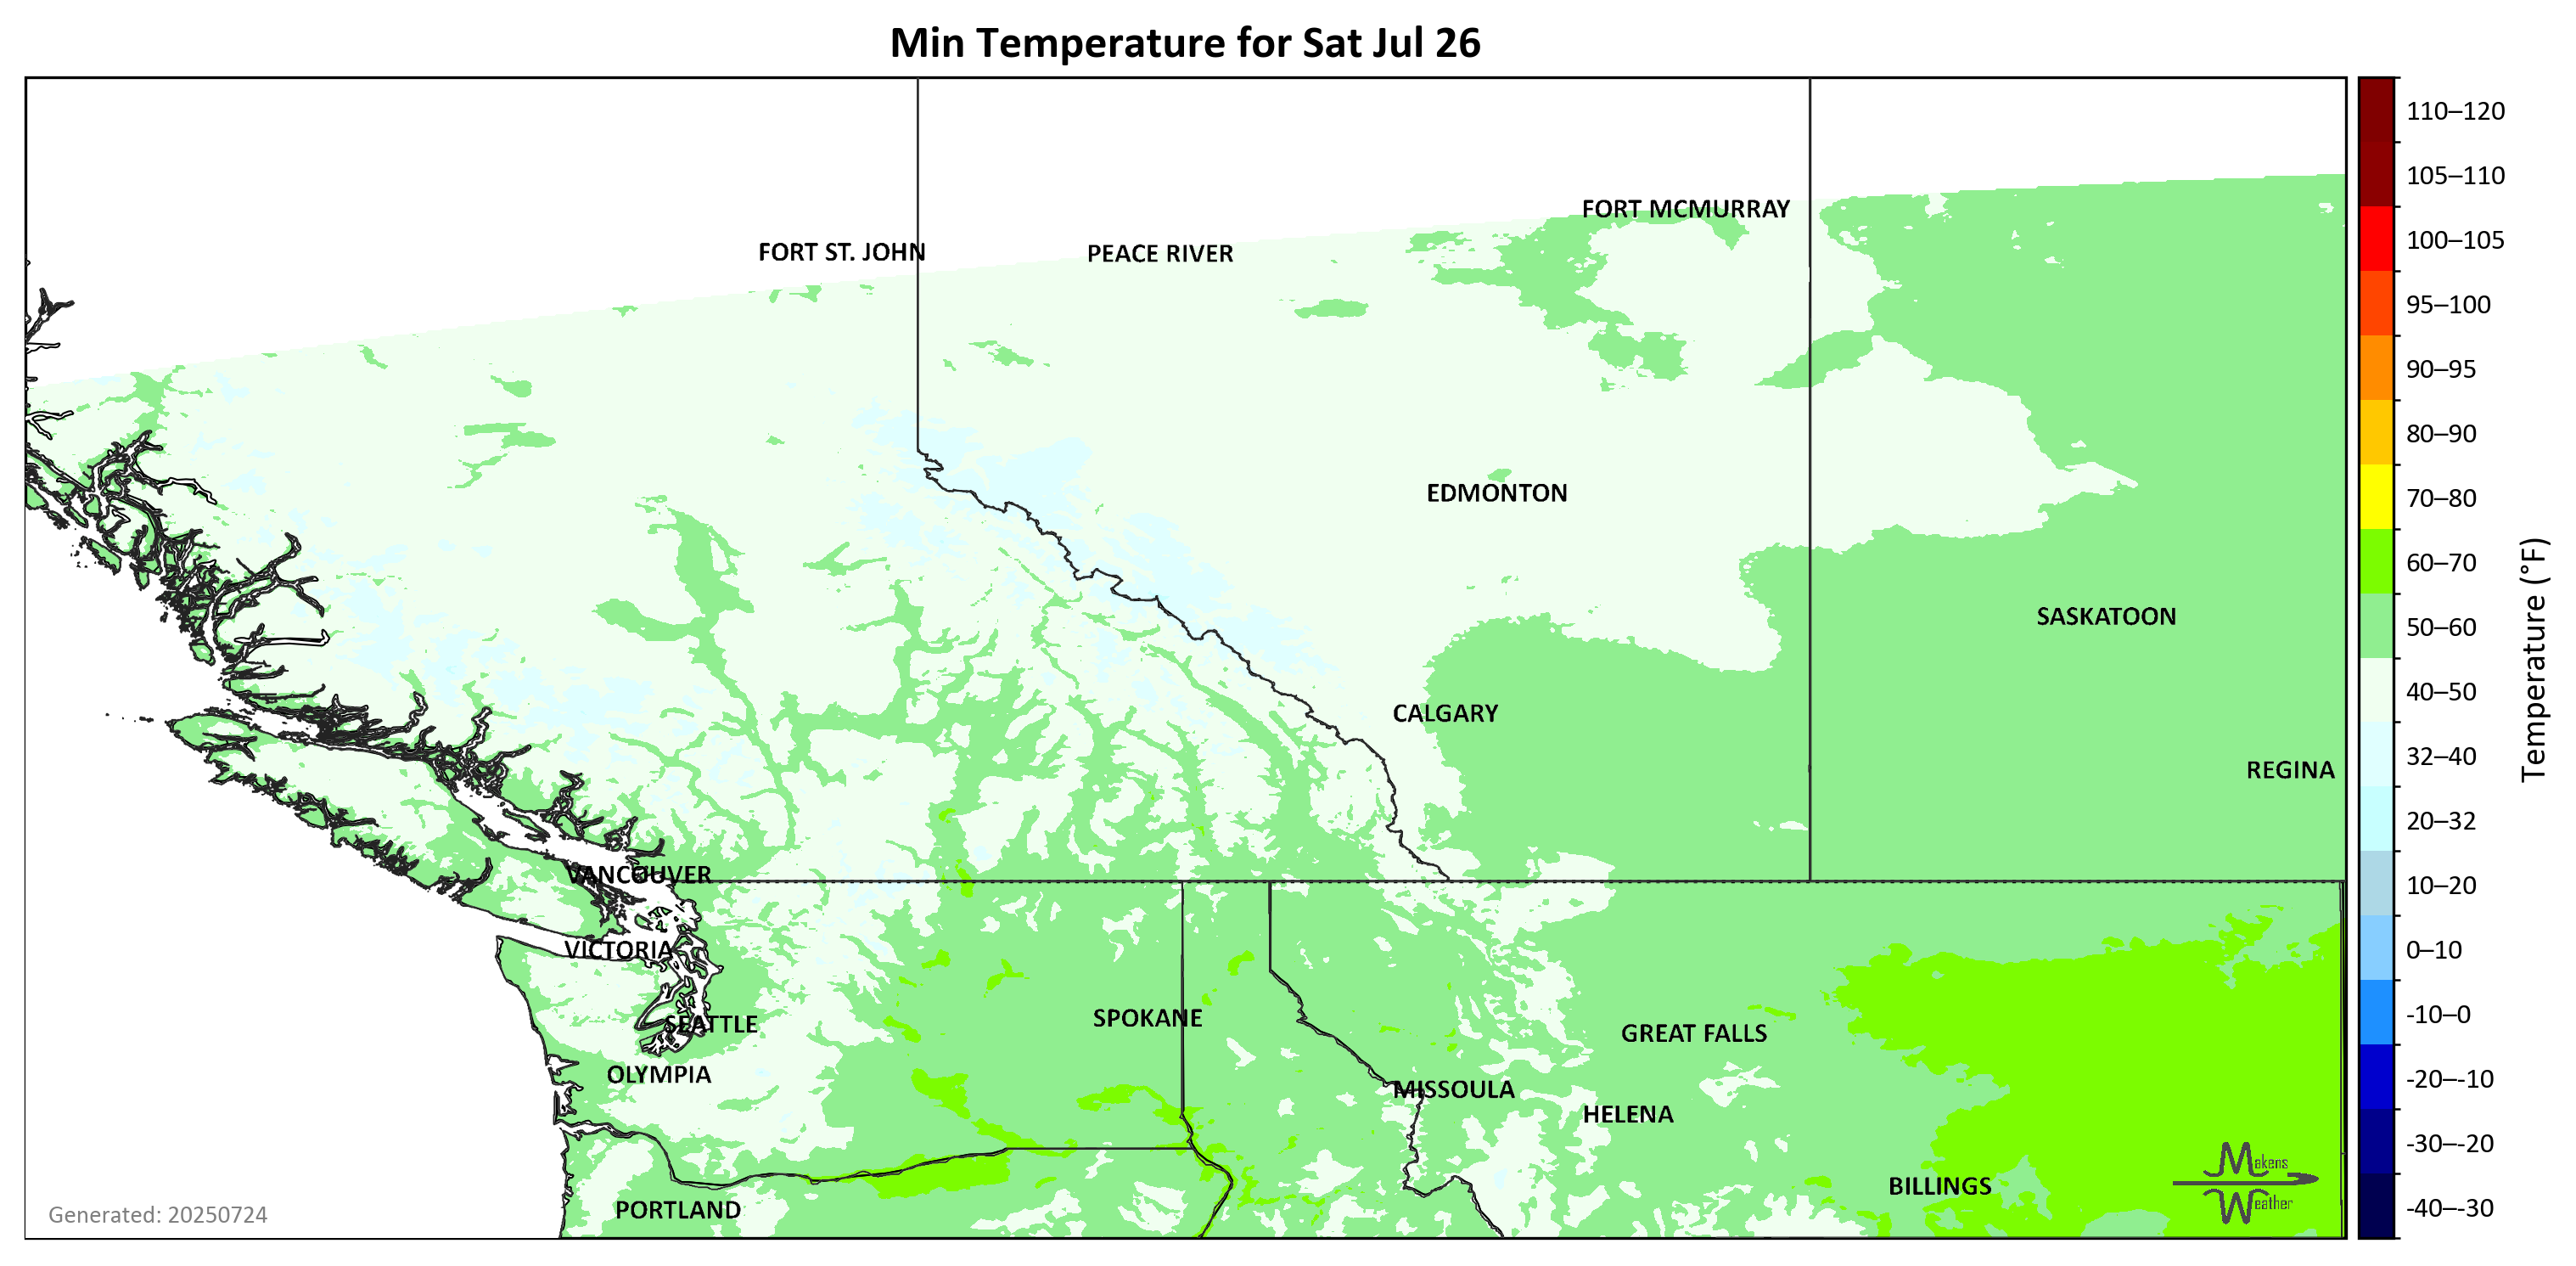 Min Temperature for Sat Jul 26
110–120
105–110
FORT MCMURRAY
100–105
FORT ST. JOHN
PEACE RIVER
95–100
90–95
80–90
EDMONTON
70–80
60–70
SASKATOON
50–60
Temperature (°F)
40–50
CALGARY
REGINA
32–40
20–32
VANCOUVER
10–20
VICTORIA
0–10
SEATTLE
SPOKANE
-10–0
GREAT FALLS
OLYMPIA
-20–-10
MISSOULA
HELENA
-30–-20
Makens
Weather
BILLINGS
PORTLAND
-40–-30
Generated: 20250724